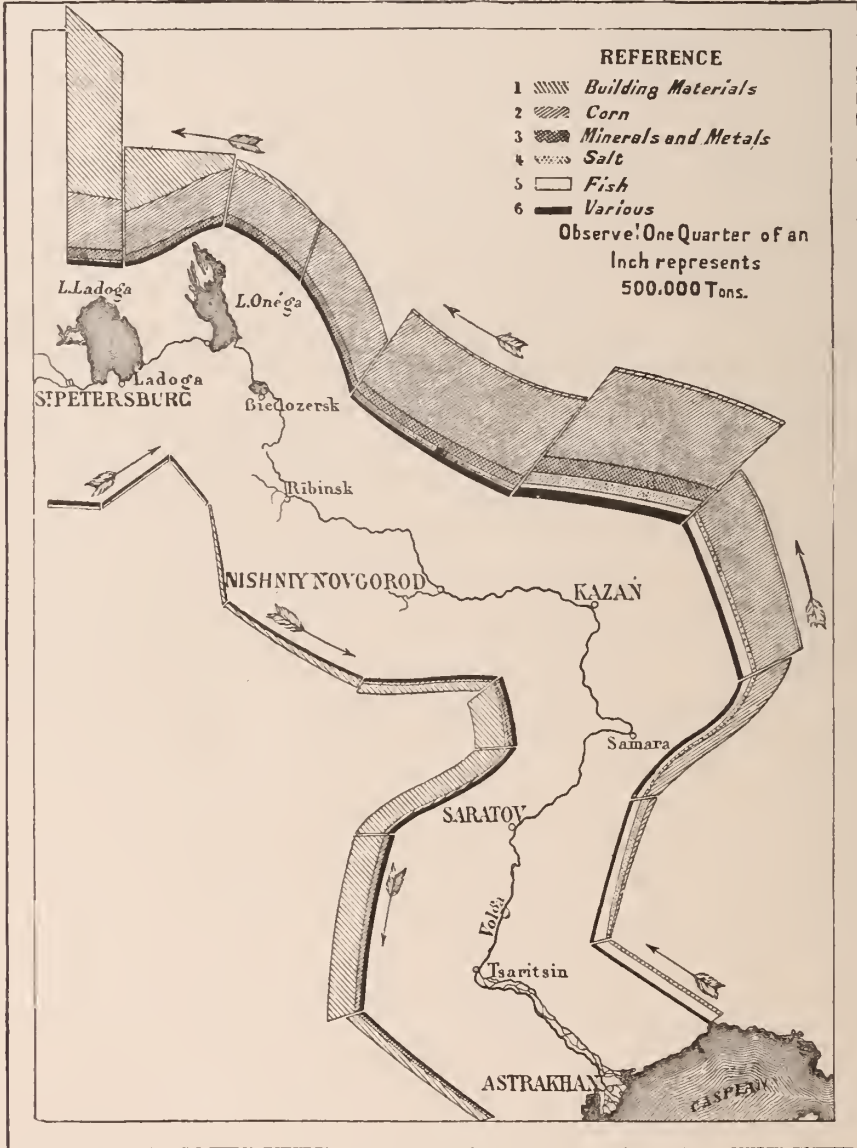 REFERENCE
1 Building Materials
2 Corn
3 Minerals and Metals
4 Salt
5 Fish
6 Various
Observe! One Quarter of an
Inch represents
500.000 Tons.
L.Ladoga
L.Onéga
Ladoga
ST PETERSBURG
Bielozersk
Ribinsk
NISHNIY NOVGOROD
KAZAŃ
Samara
SARATOV
Volga
Tsaritsin
ASTRAKHAN
CASPIAN